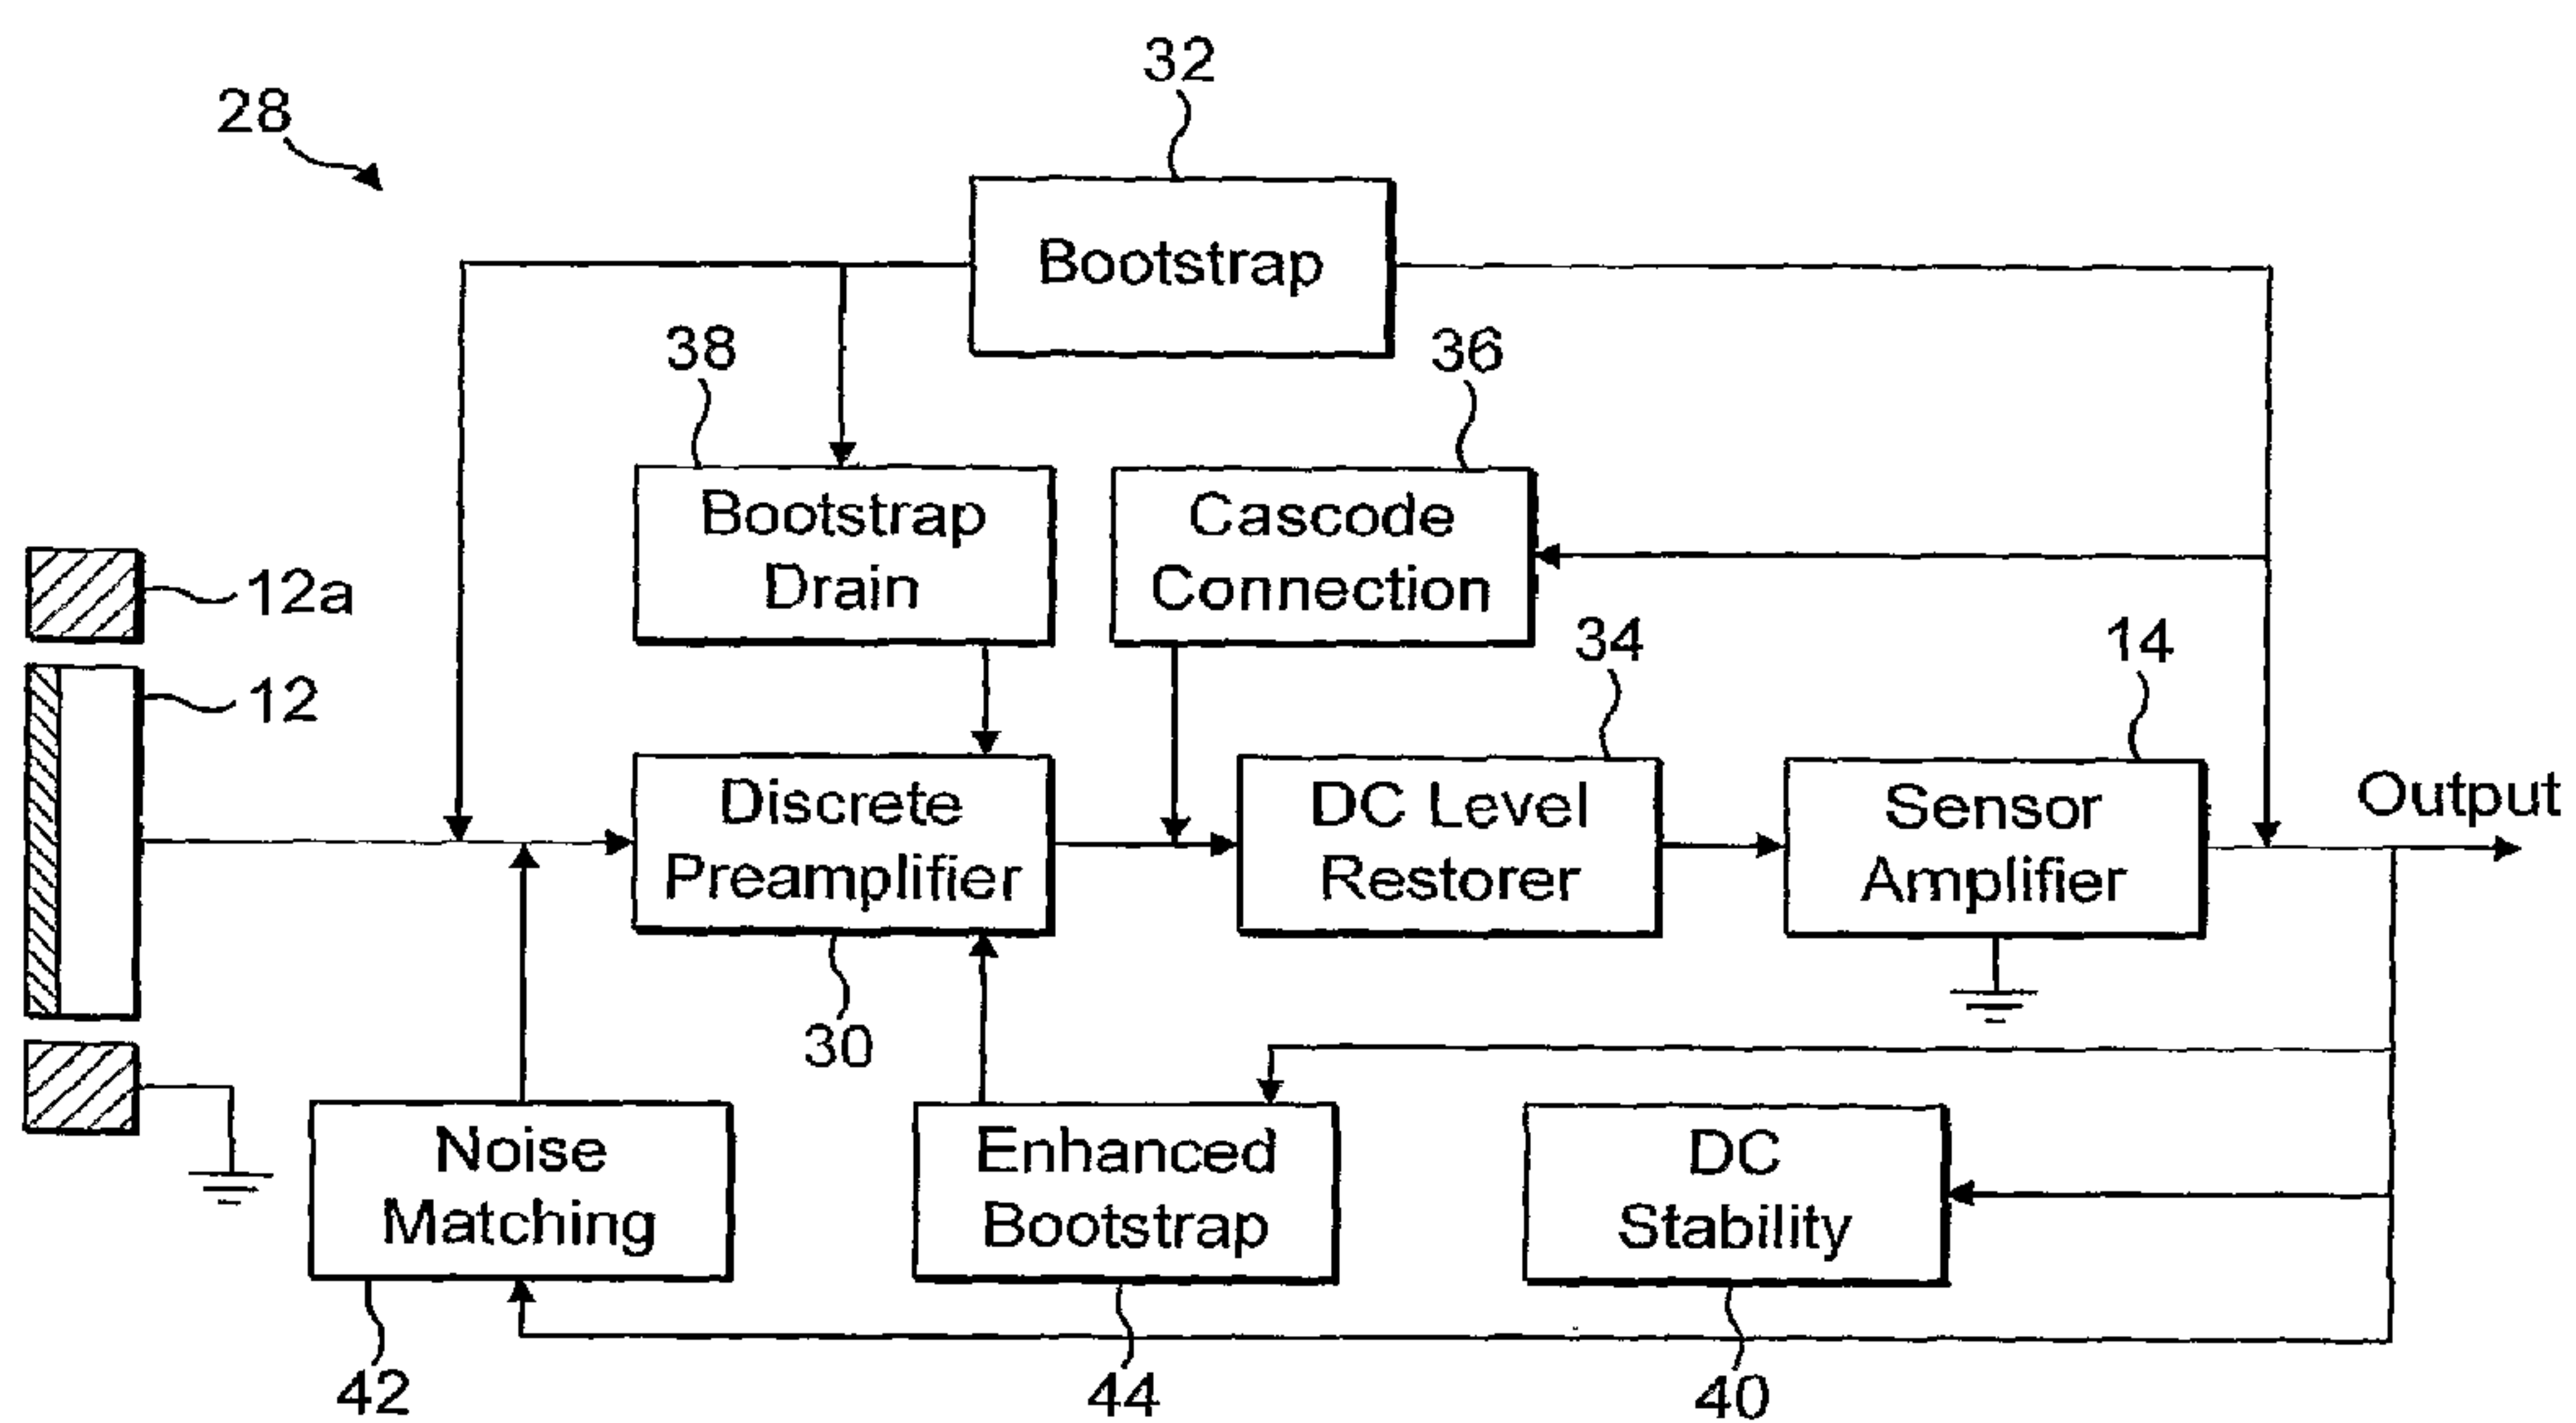 32
28
Bootstrap
38
36
Bootstrap
Drain
Cascode
Connection
12a
34
14
12
Discrete
Preamplifier
DC Level
Restorer
Sensor
Amplifier
Output
30
Noise
Matching
Enhanced
Bootstrap
DC
Stability
42
44
40